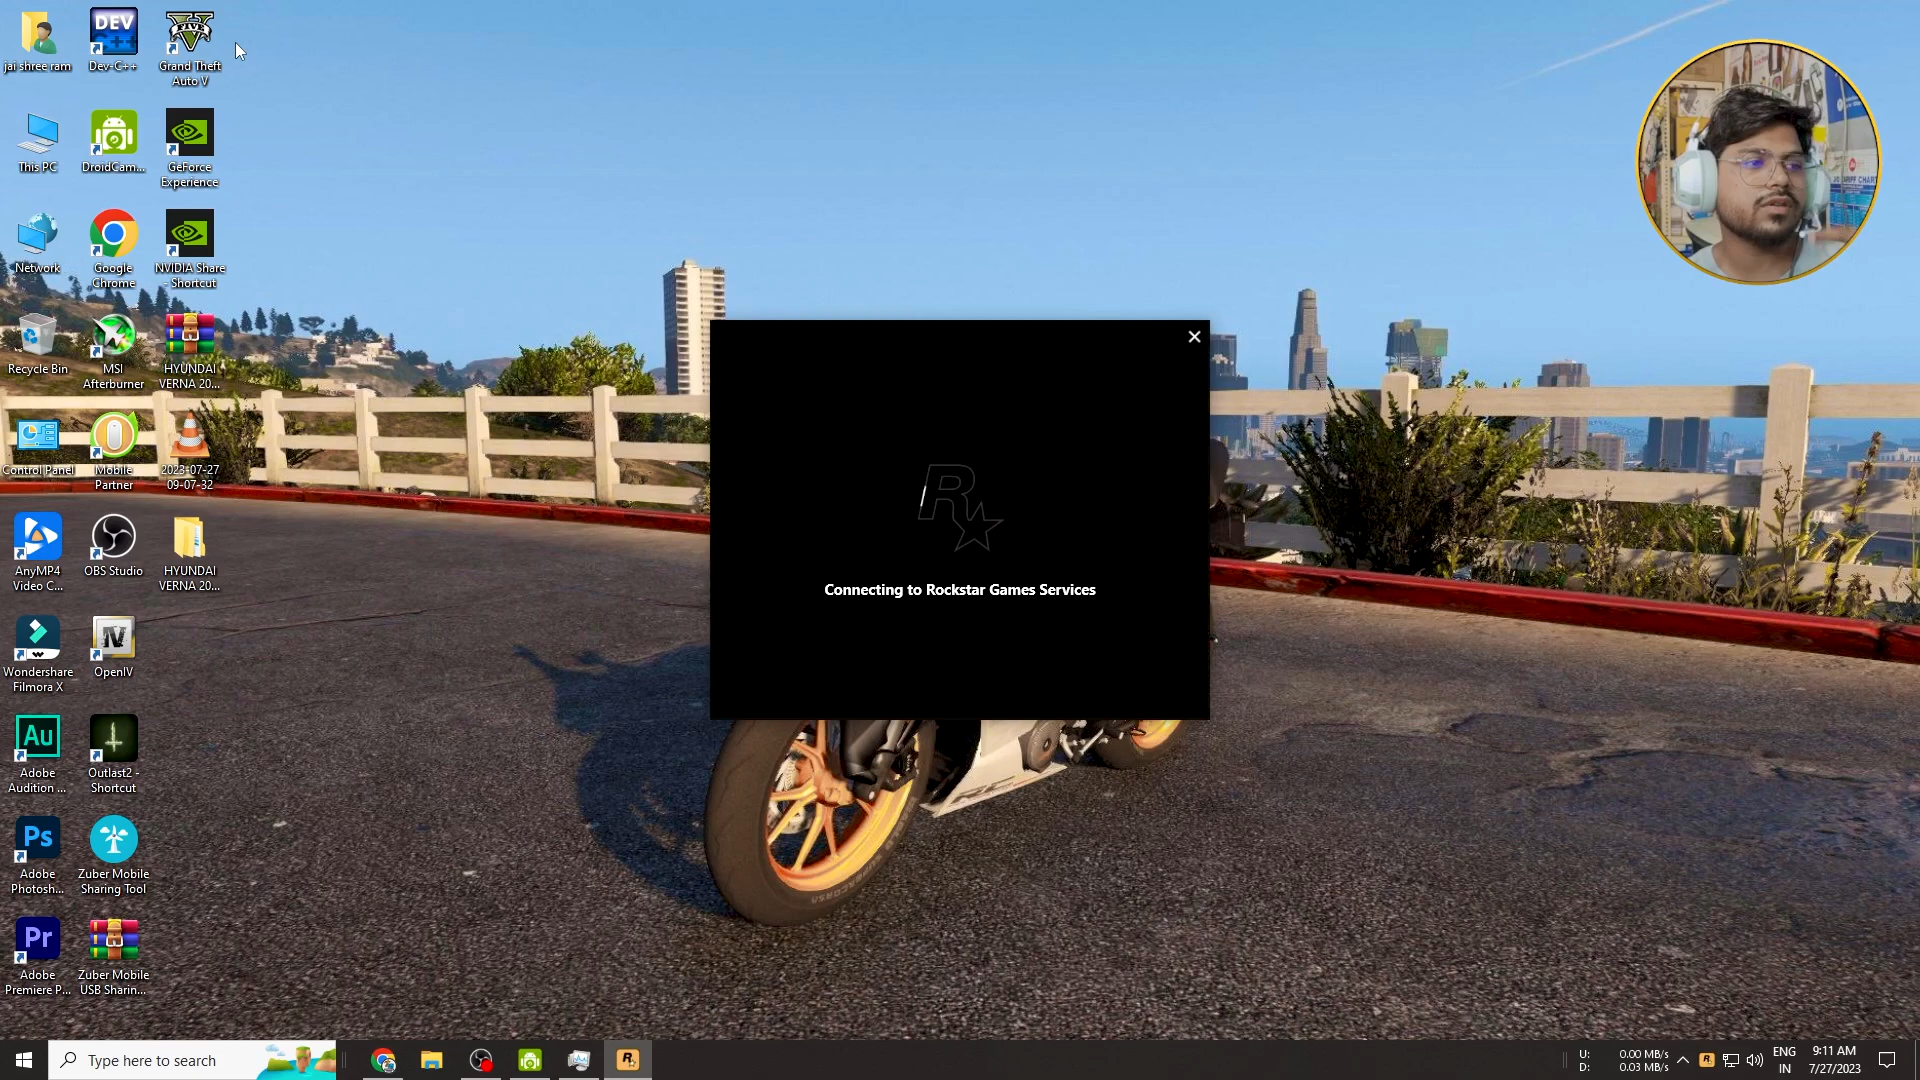 jai shree ram
DEV
C++
Dev-C++
FIVE
Grand Theft
Auto V
This PC
DroidCam...
GeForce
Experience
Network
Google
Chrome
NVIDIA Share
- Shortcut
Recycle Bin
MSI
Afterburner
HYUNDAI
VERNA 20...
Control Panel
Mobile
Partner
2023-07-27
09-07-32
AnyMP4
Video C...
OBS Studio
HYUNDAI
VERNA 20...
Wondershare
Filmora X
IV
OpenIV
Au
Adobe
Audition ...
Outlast2 -
Shortcut
Ps
Adobe
Photosh...
Zuber Mobile
Sharing Tool
Pr
Adobe
Premiere P...
Zuber Mobile
USB Sharin...
R
Connecting to Rockstar Games Services
Type here to search
U: 0.00 MB/s
D: 0.03 MB/s
ENG
IN
9:11 AM
7/27/2023